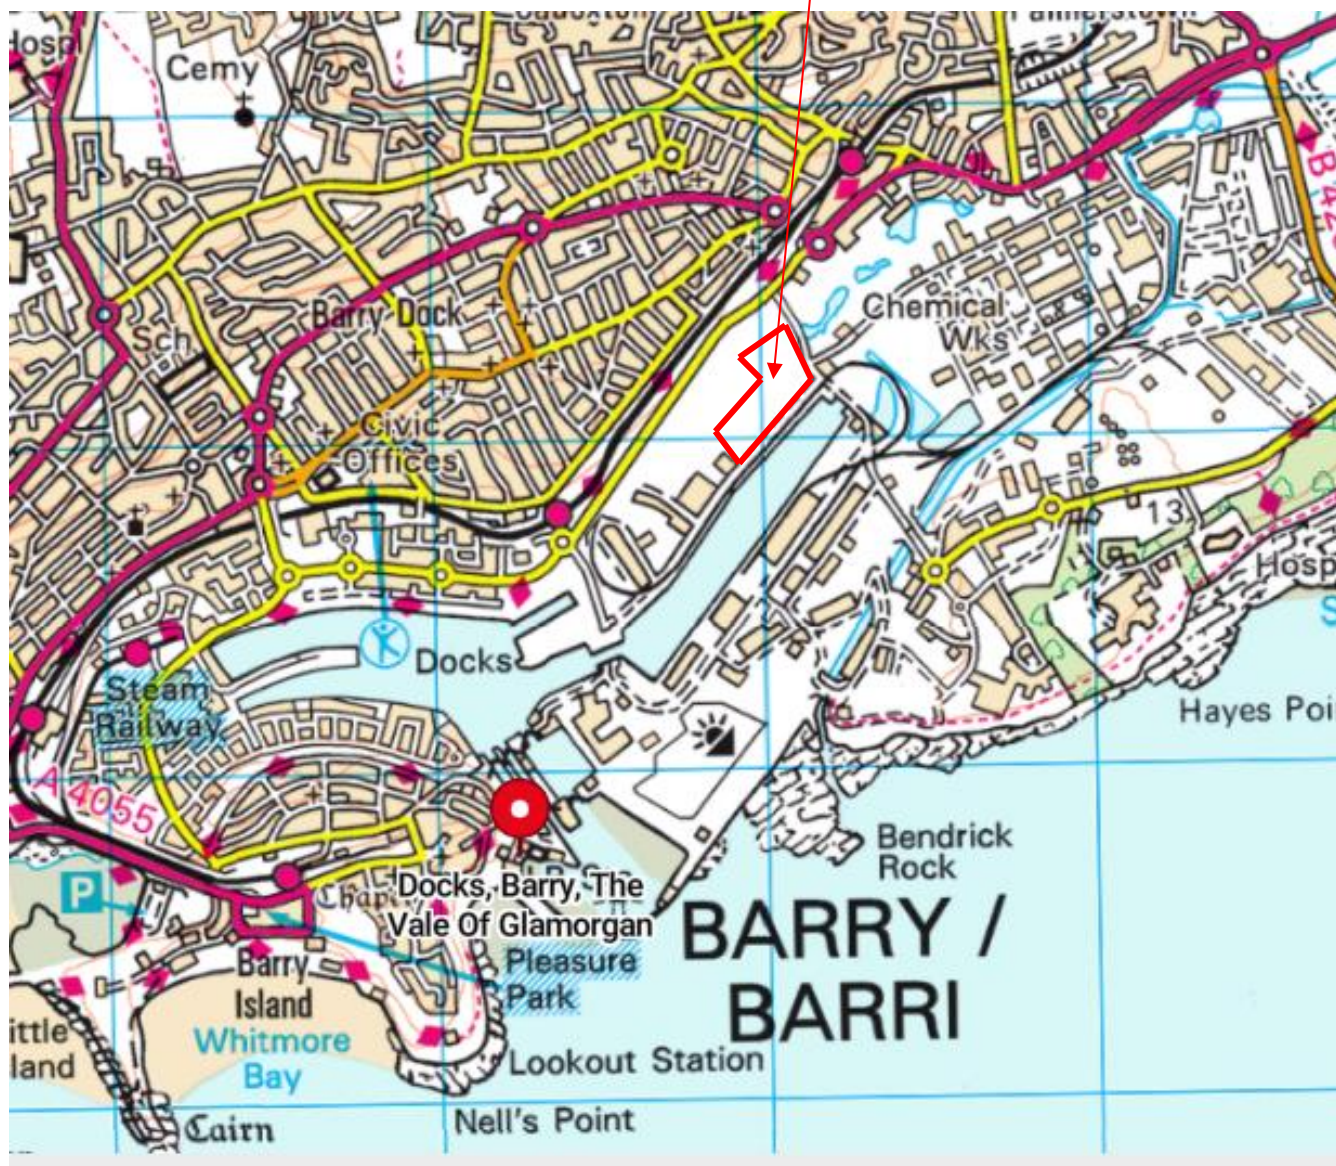 Cemy
Sch
Barry Dock
Civic
Offices
Chemical
Wks
13
Hosp
Docks
Steam
Railway
A 4055
Hayes Poi
Bendrick
Rock
P
Docks, Barry, The
Vale Of Glamorgan
BARRY /
BARRI
Pleasure
Park
Barry
Island
Whitmore
Bay
ittle
land
Lookout Station
Nell's Point
Cairn